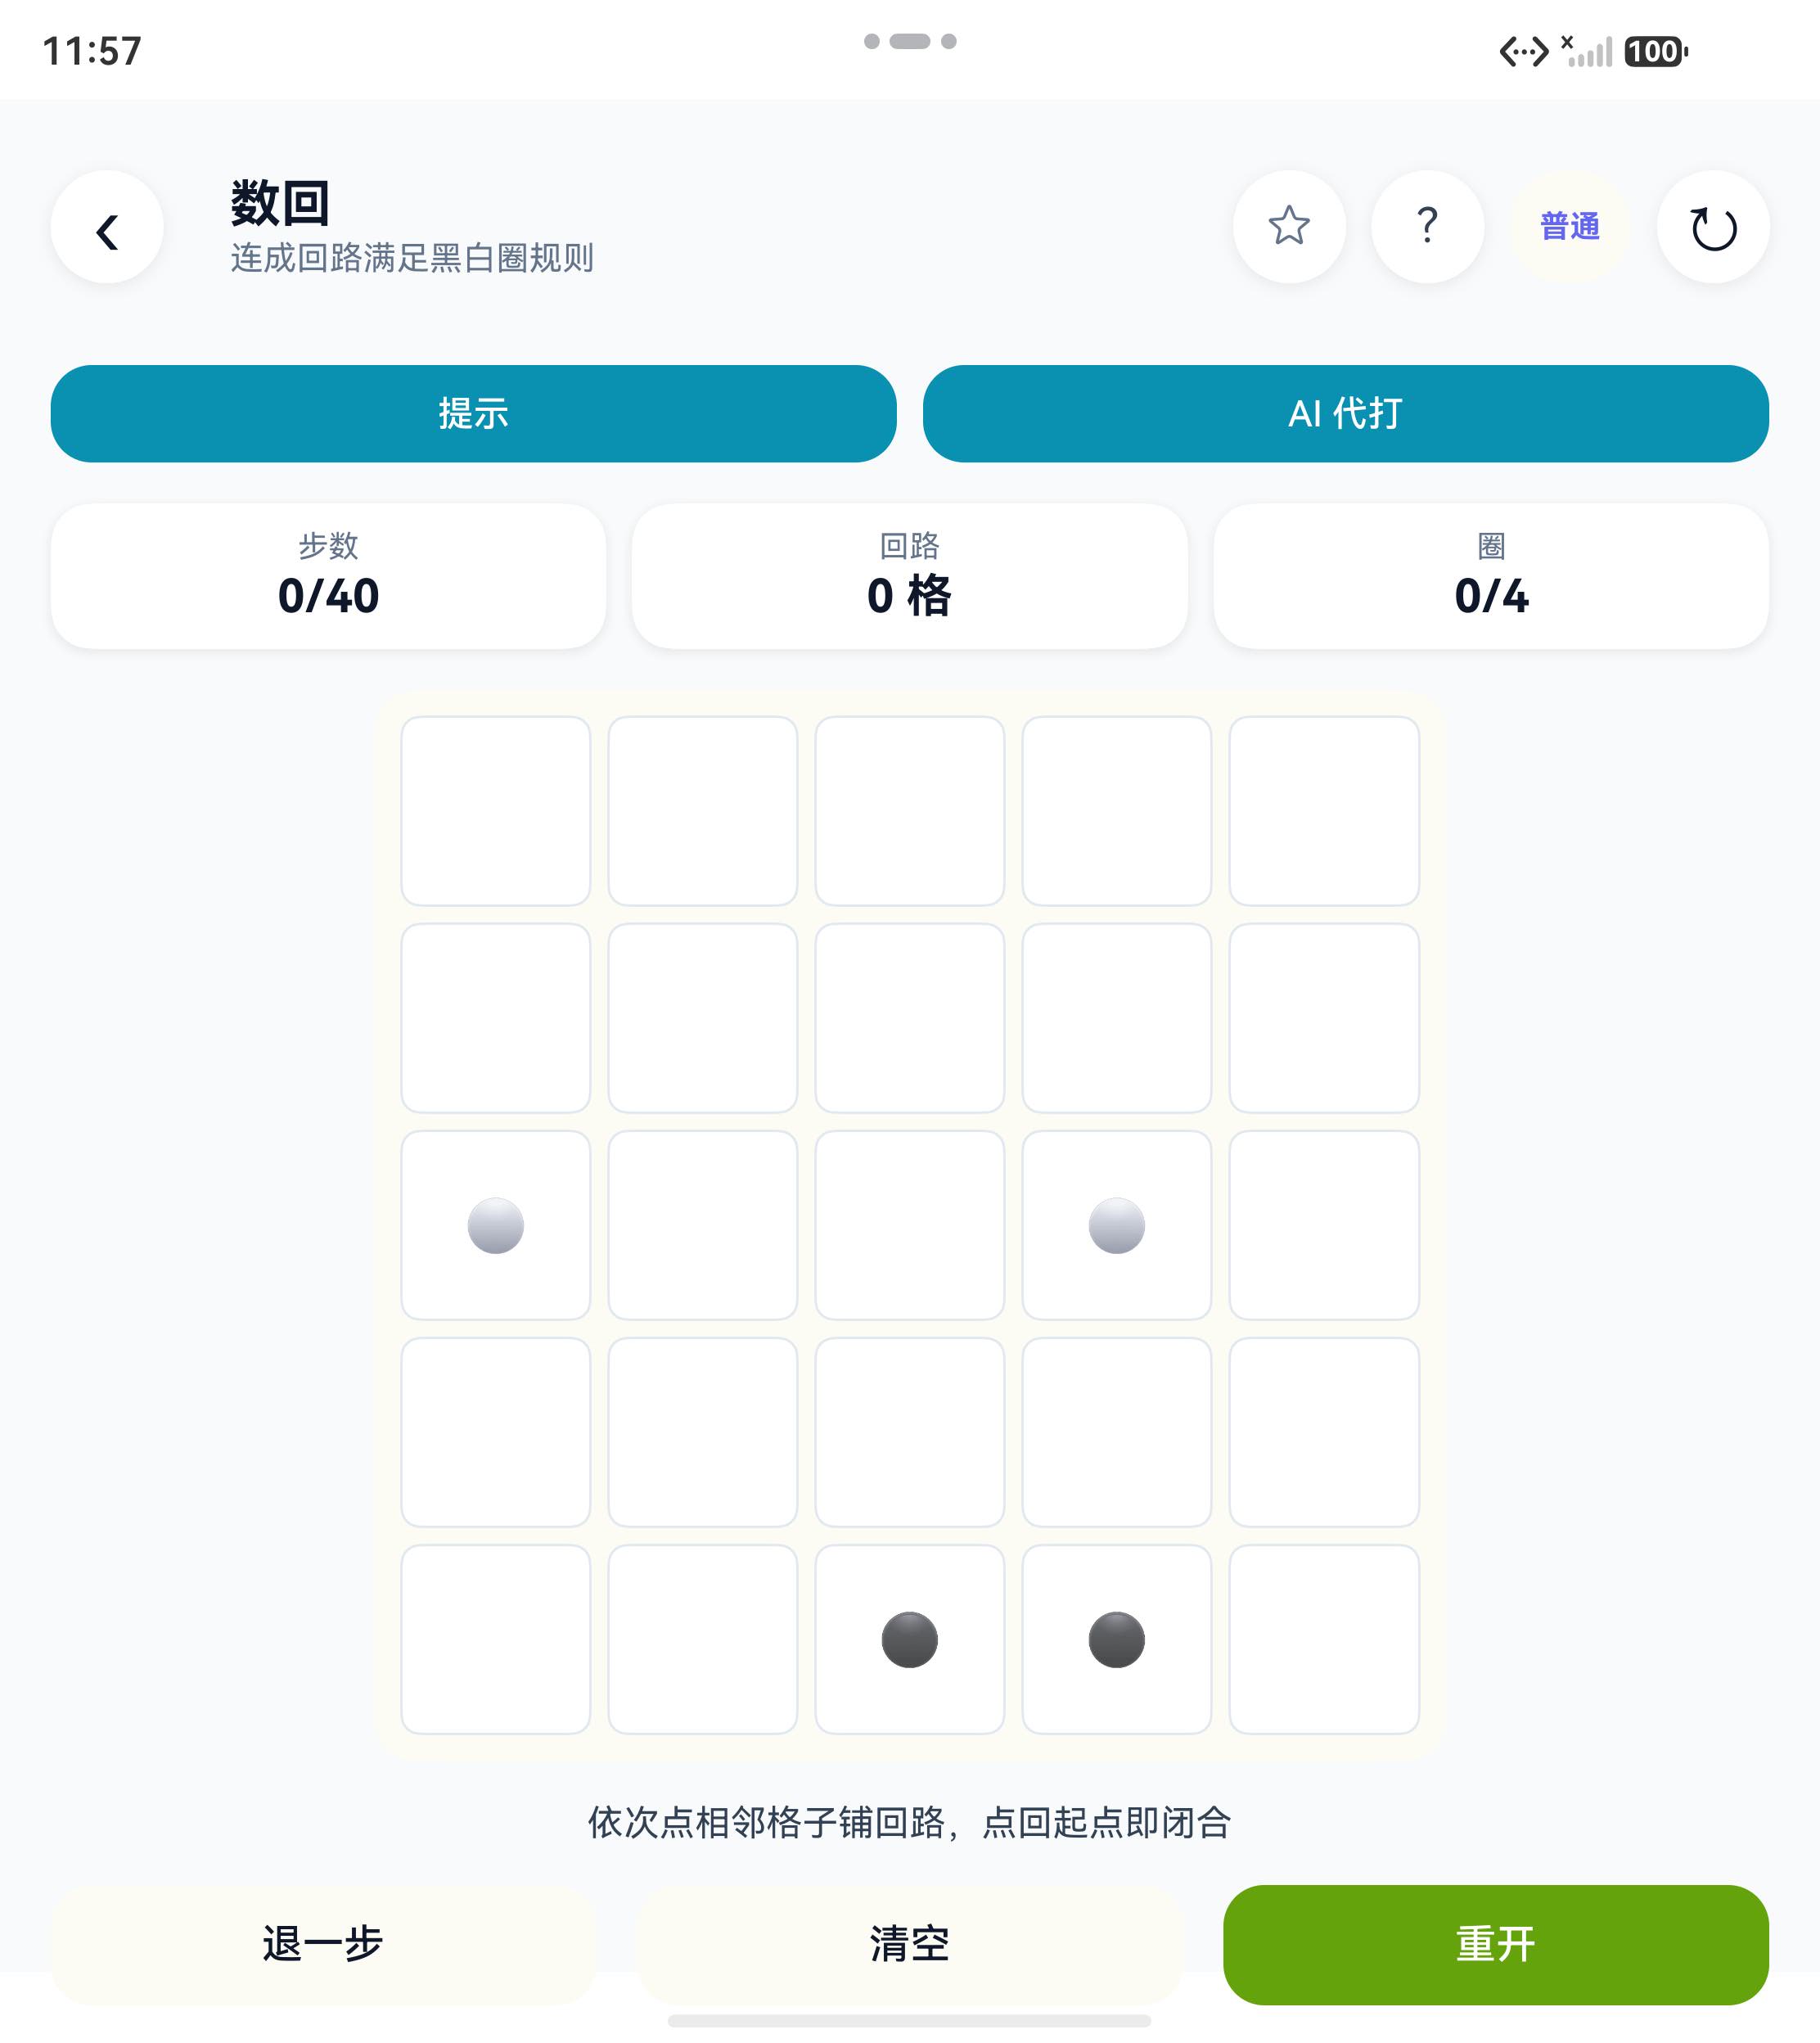 11:57
100
数回
连成回路满足黑白圈规则
?
普通
提示
AI 代打
步数
0/40
回路
0 格
圈
0/4
依次点相邻格子铺回路，点回起点即闭合
退一步
清空
重开